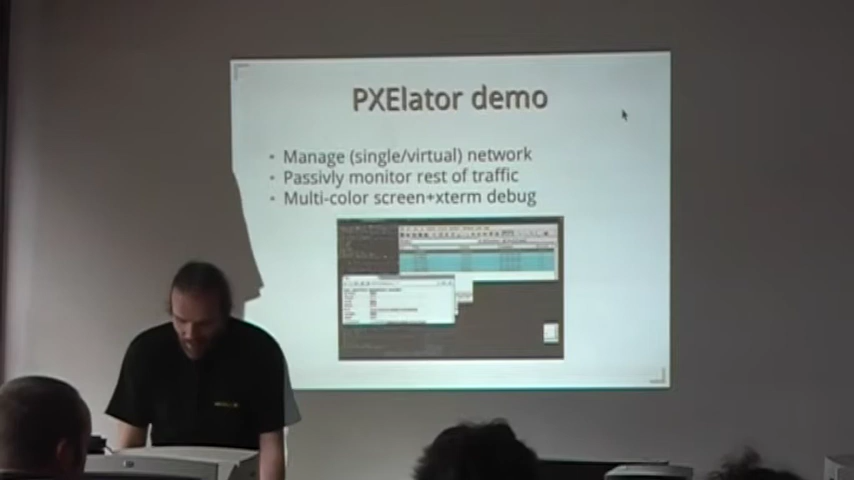 PXElator demo
• Manage (single/virtual) network
• Passivly monitor rest of traffic
• Multi-color screen+xterm debug